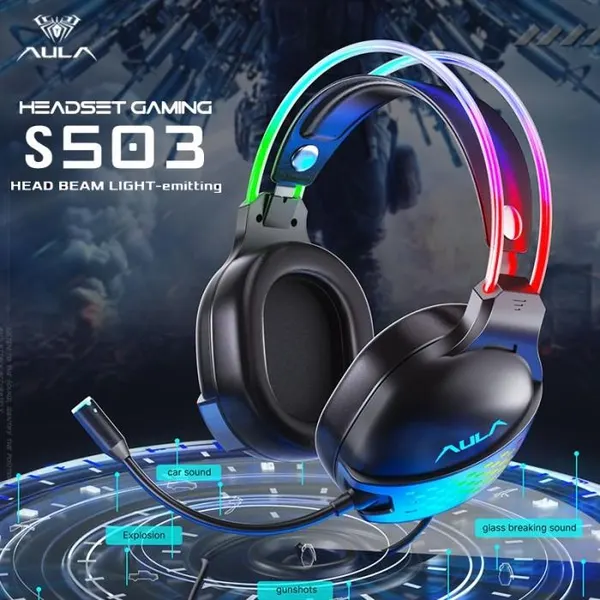 AULA
HEADSET GAMING
S503
HEAD BEAM LIGHT-emitting
AULA
car sound
Explosion
glass breaking sound
gunshots